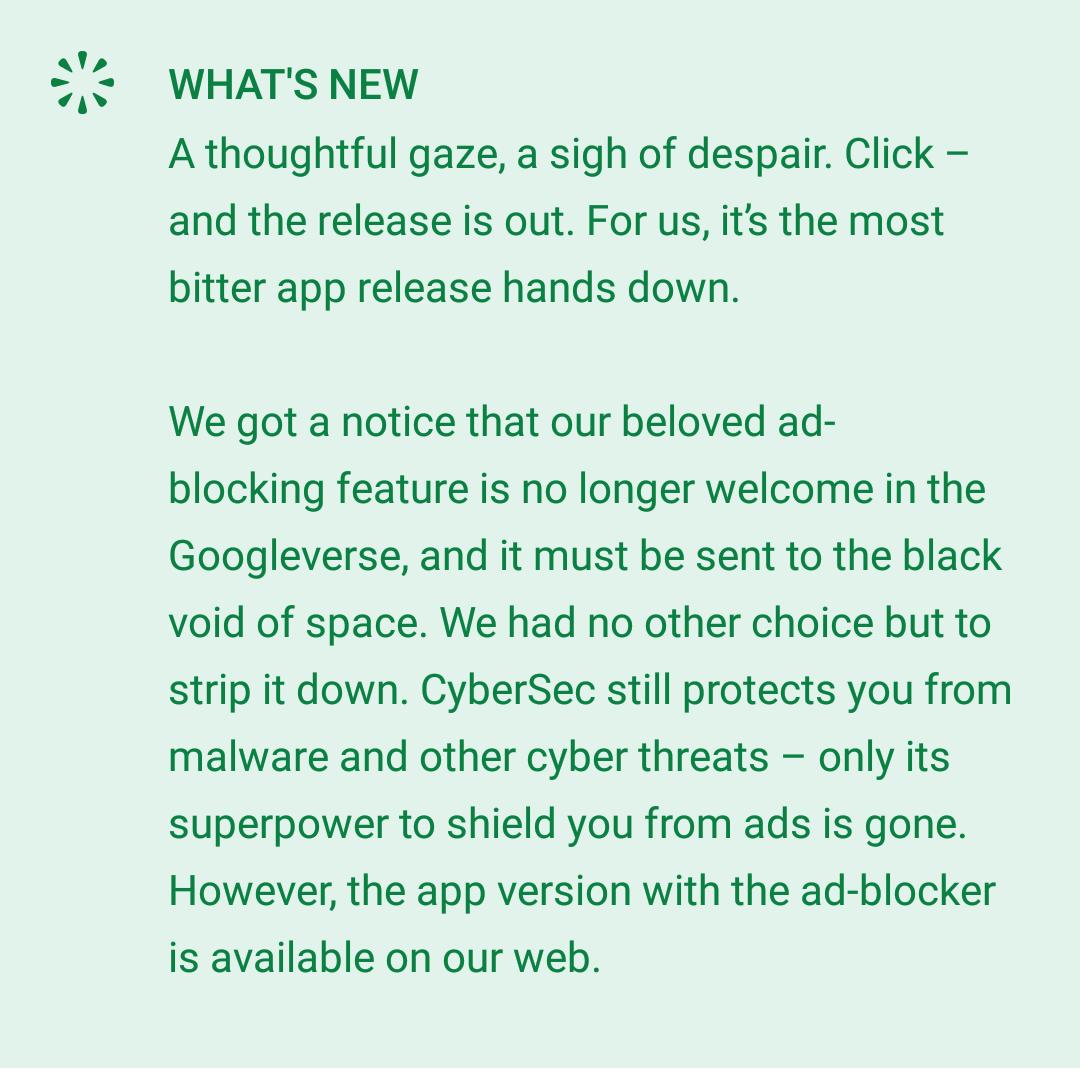 WHAT'S NEW
A thoughtful gaze, a sigh of despair. Click –
and the release is out. For us, it’s the most
bitter app release hands down.
We got a notice that our beloved ad-
blocking feature is no longer welcome in the
Googleverse, and it must be sent to the black
void of space. We had no other choice but to
strip it down. CyberSec still protects you from
malware and other cyber threats – only its
superpower to shield you from ads is gone.
However, the app version with the ad-blocker
is available on our web.